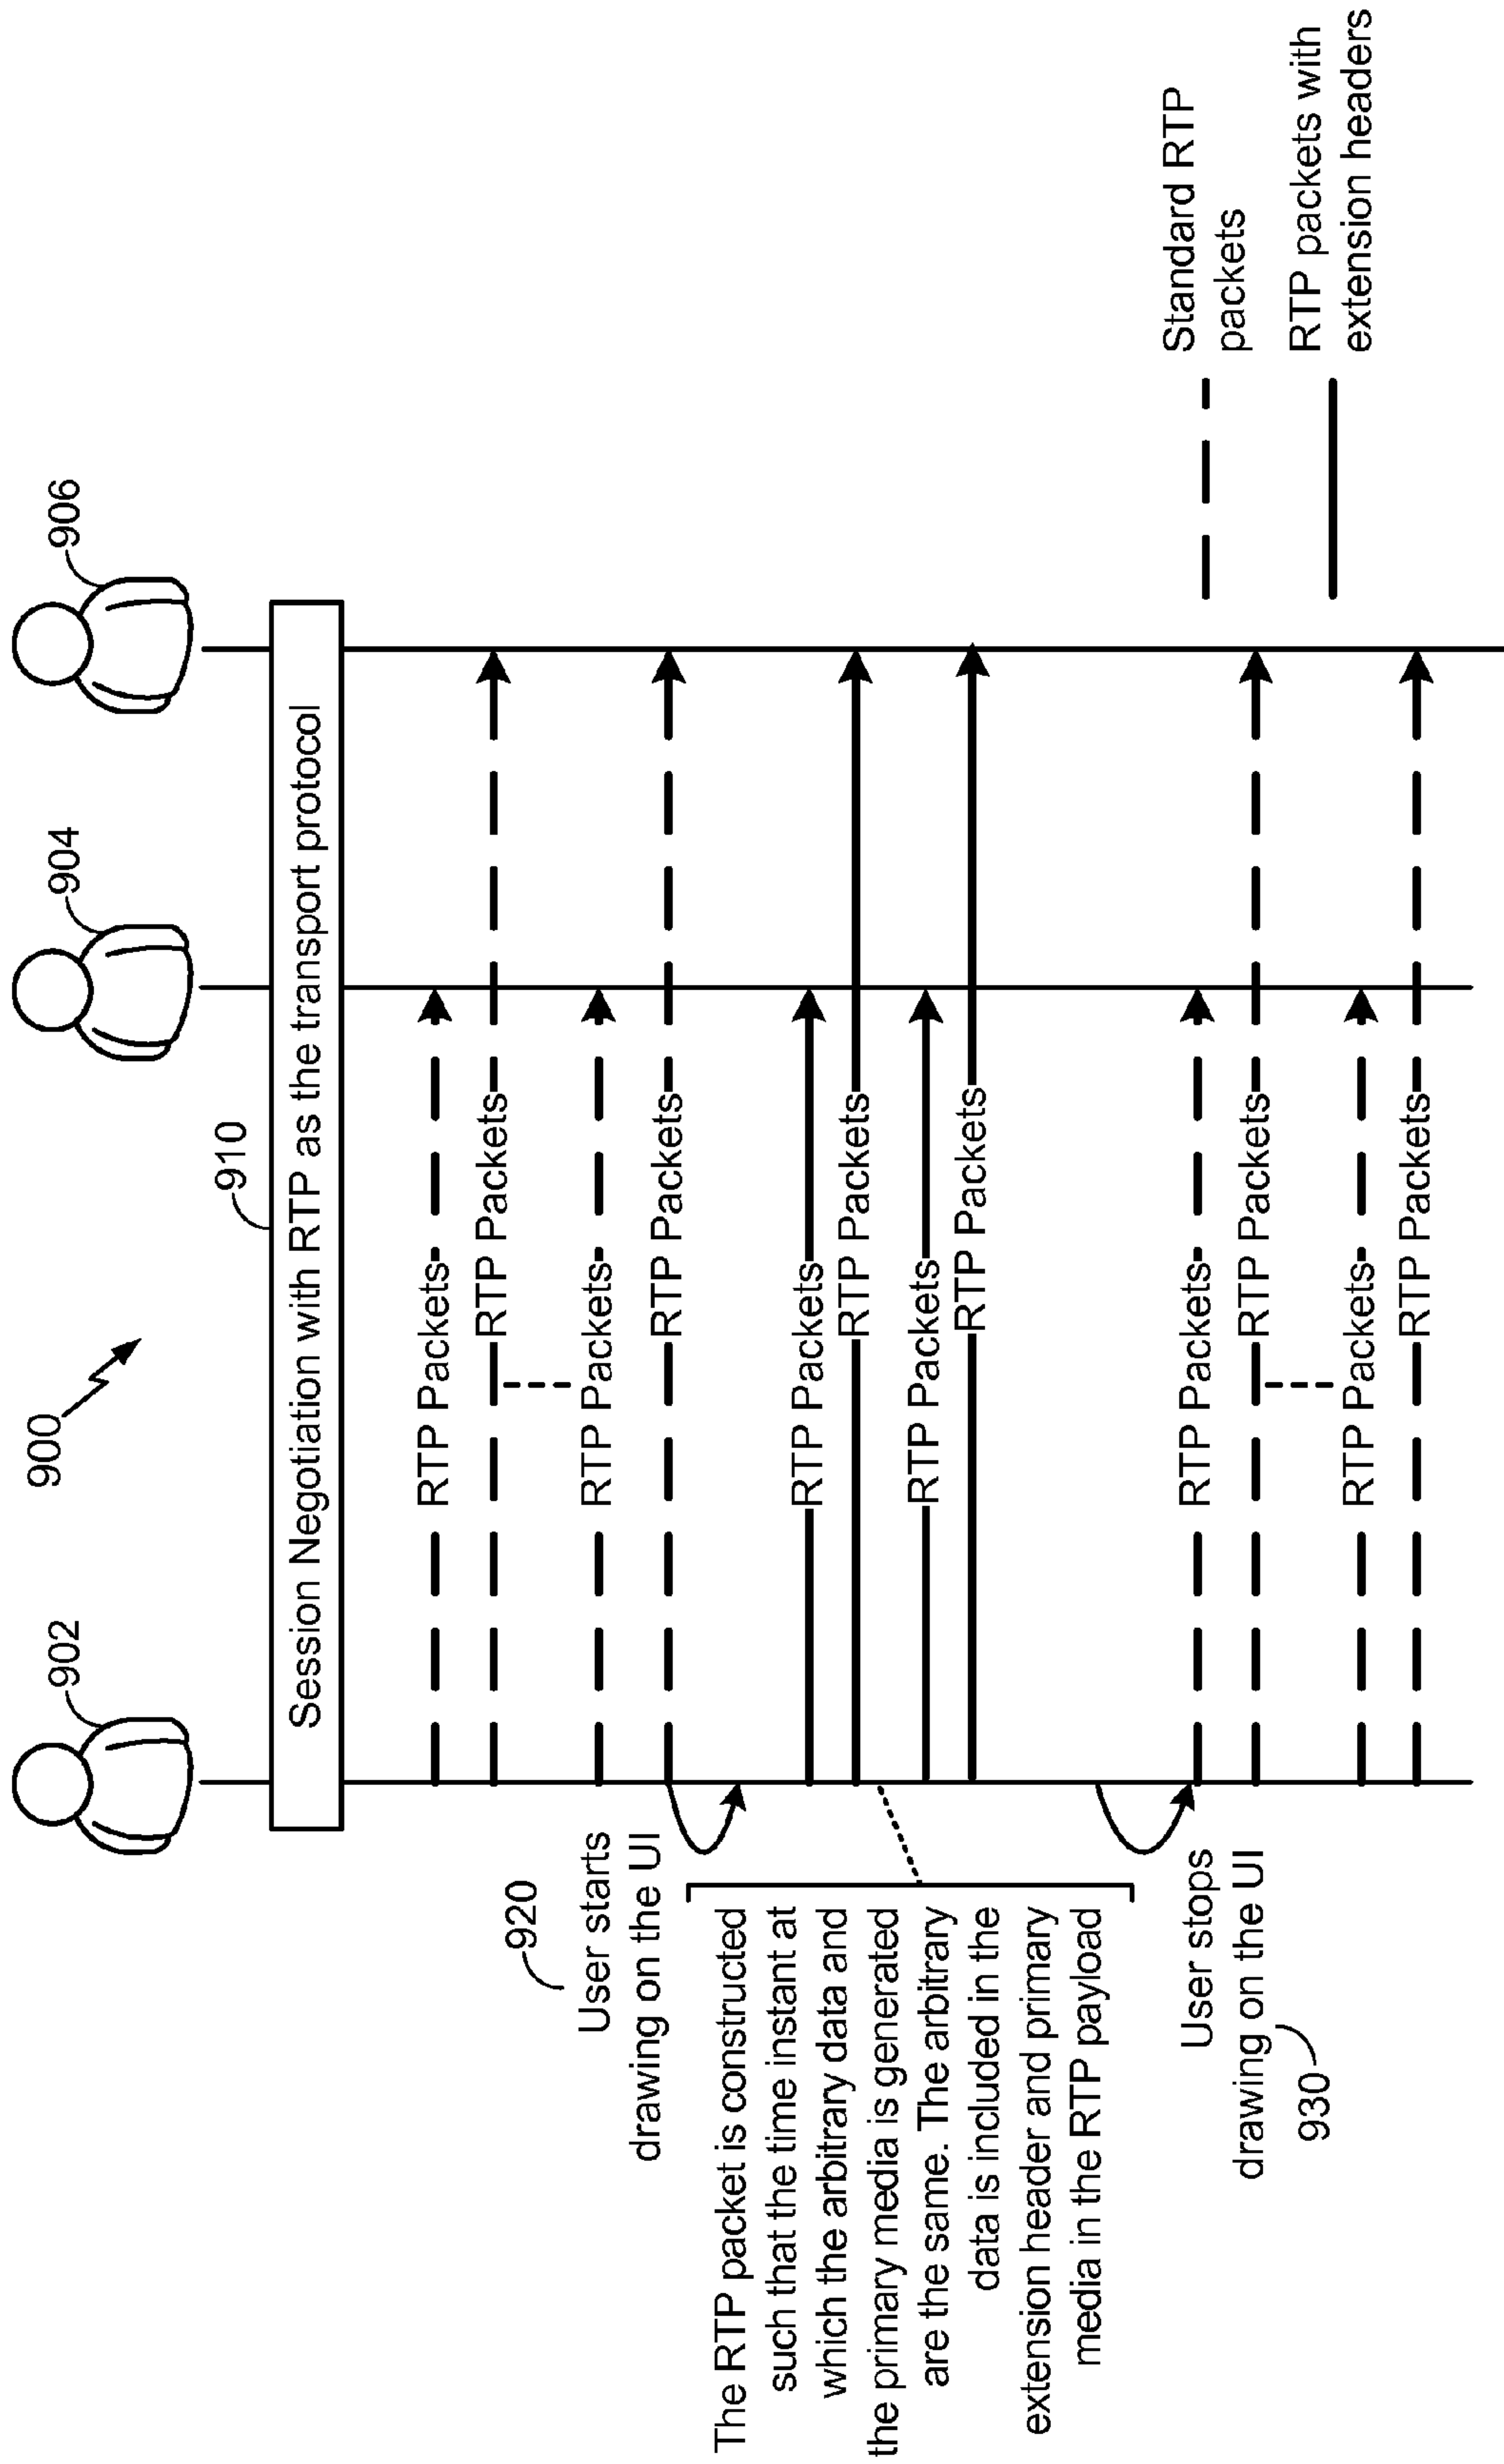 900
902
904
906
910
Session Negotiation with RTP as the transport protocol
RTP Packets
RTP Packets
RTP Packets
RTP Packets
920
User starts
drawing on the UI
The RTP packet is constructed
such that the time instant at
which the arbitrary data and
the primary media is generated
are the same. The arbitrary
data is included in the
extension header and primary
media in the RTP payload
RTP Packets
RTP Packets
RTP Packets
RTP Packets
User stops
drawing on the UI
930
RTP Packets
RTP Packets
RTP Packets
RTP Packets
Standard RTP
packets
RTP packets with
extension headers